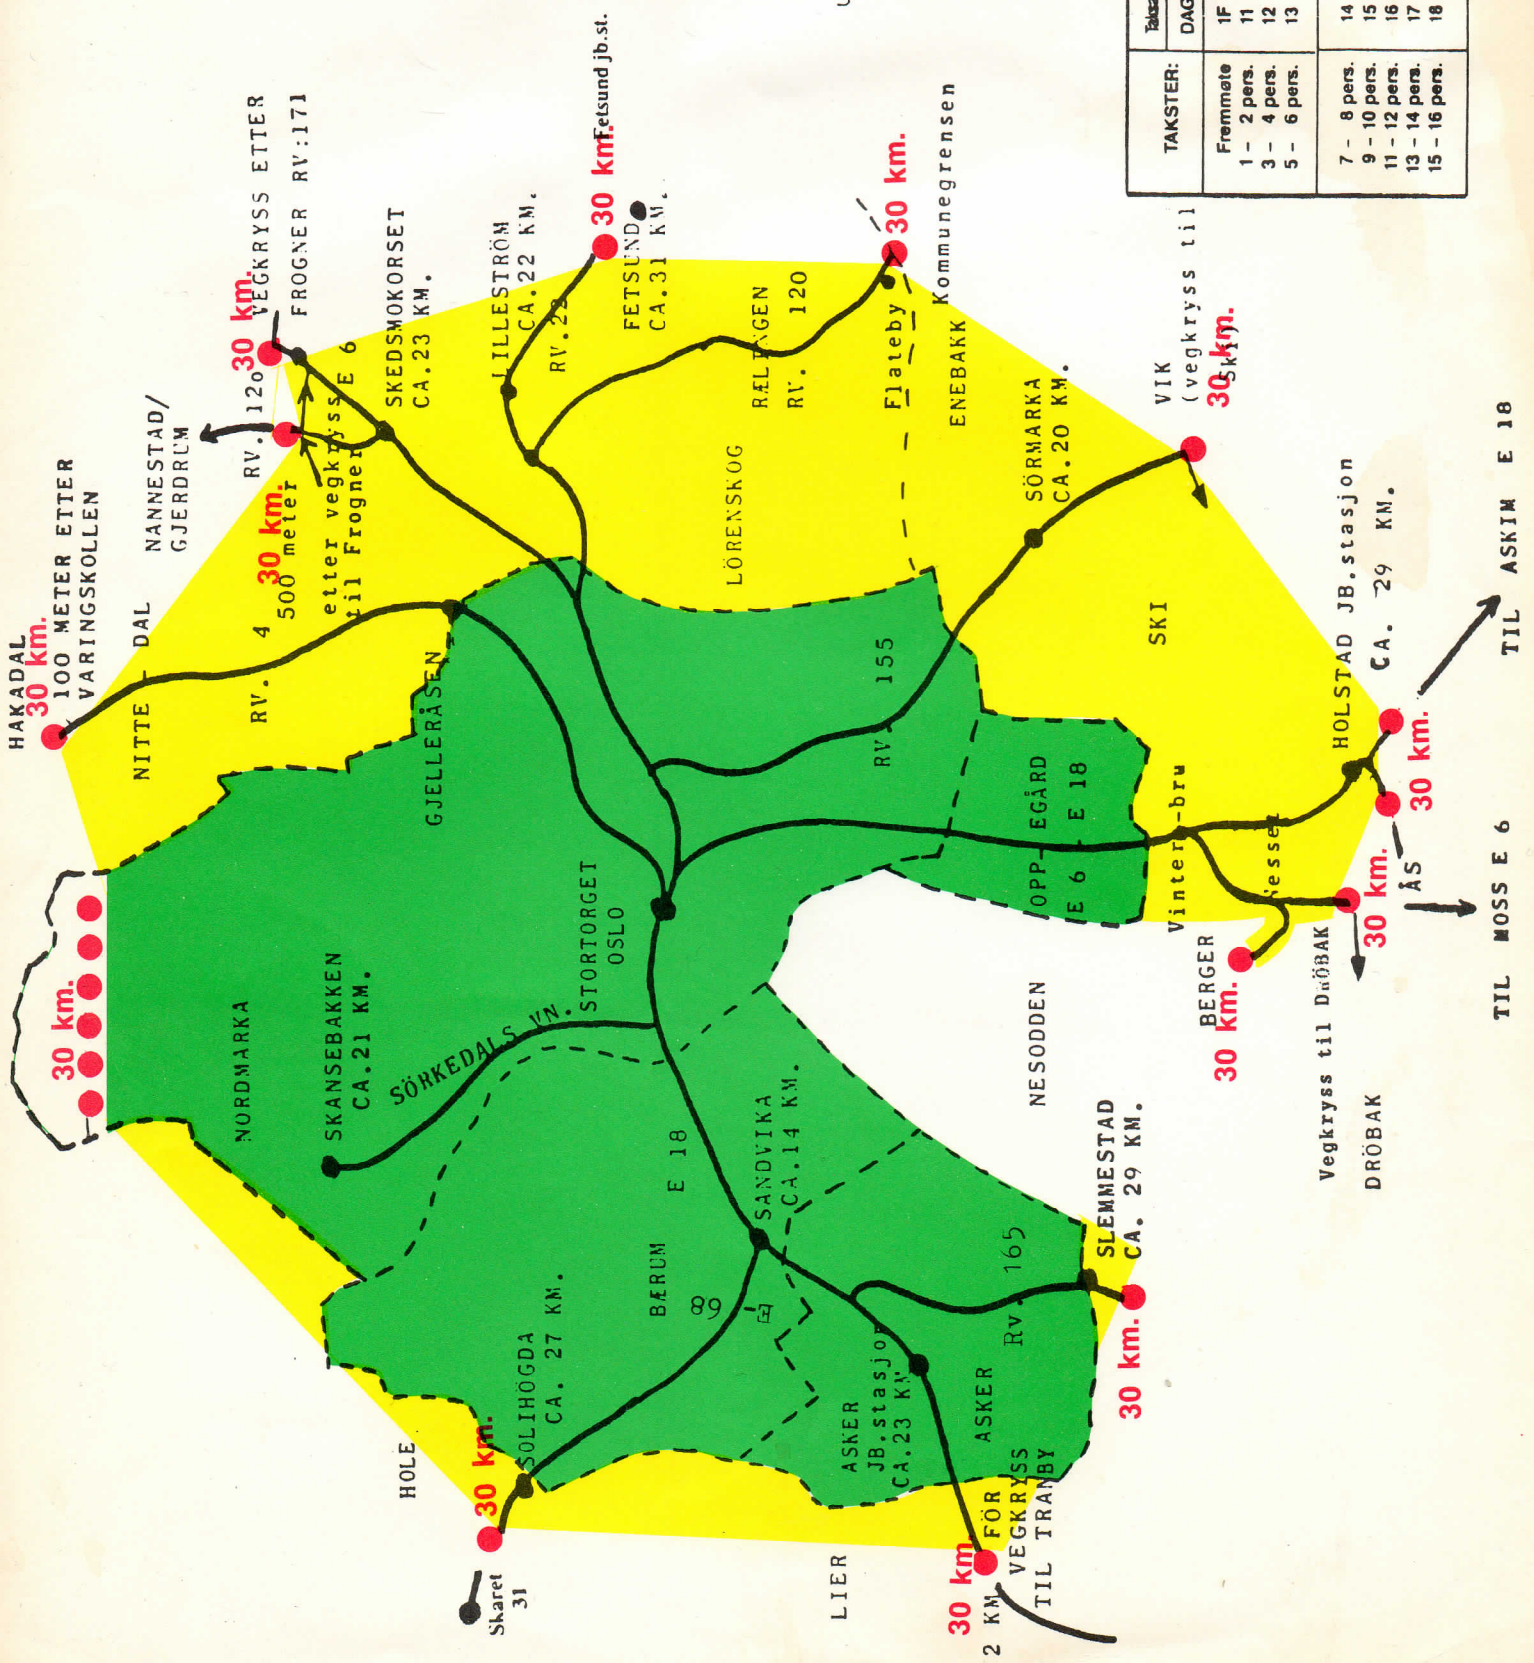 HAKADAL
30 km.
100 METER ETTER
VARINGSKOLLEN
NANNESTAD/
GJERDRUM
NITTE - DAL
RV. 4
RV. 120
30 km.
500 meter
etter vegkryss E 6
til Frogner
30 km.
VEGKRYSS ETTER
FROGNER RV:171
SKEDSMOKORSET
CA.23 KM.
LILLESTRÖM
CA.22 KM.
RV.22
30 km.
Fetsund jb.st.
FETSUND
CA.31 KM.
RÆLINGEN
RV. 120
LÖRENSKOG
Flateby
30 km.
Kommunegrensen
ENEBAKK
SÖRMARKA
CA.20 KM.
VIK
(vegkryss til
Ski)
30 km.
GJELLERÅSEN
30 km.
NORDMARKA
SKANSEBAKKEN
CA.21 KM.
SÖRKEDALS VN.
STORTORGET
OSLO
RV. 155
SKI
OPP- EGÅRD
E 6 - E 18
Vinter-bru
Nesset
HOLSTAD JB.stasjon
CA. 29 KM.
30 km.
TIL ASKIM E 18
ÅS
30 km.
TIL MOSS E 6
BERGER
30 km.
NESODDEN
Vegkryss til DRÖBAK
DRÖBAK
HOLE
30 km.
SOLIHÖGDA
CA. 27 KM.
Skaret
31
BÆRUM
E 18
E 68
SANDVIKA
CA.14 KM.
ASKER
JB.stasjon
CA.23 KM
ASKER
Rv. 165
SLEMMESTAD
CA. 29 KM.
30 km.
LIER
30 km.
2 KM FÖR
VEGKRYSS
TIL TRANBY
TAKSTER:
DAG
Fremmøte 1F
1 - 2 pers. 11
3 - 4 pers. 12
5 - 6 pers. 13
7 - 8 pers. 14
9 - 10 pers. 15
11 - 12 pers. 16
13 - 14 pers. 17
15 - 16 pers. 18